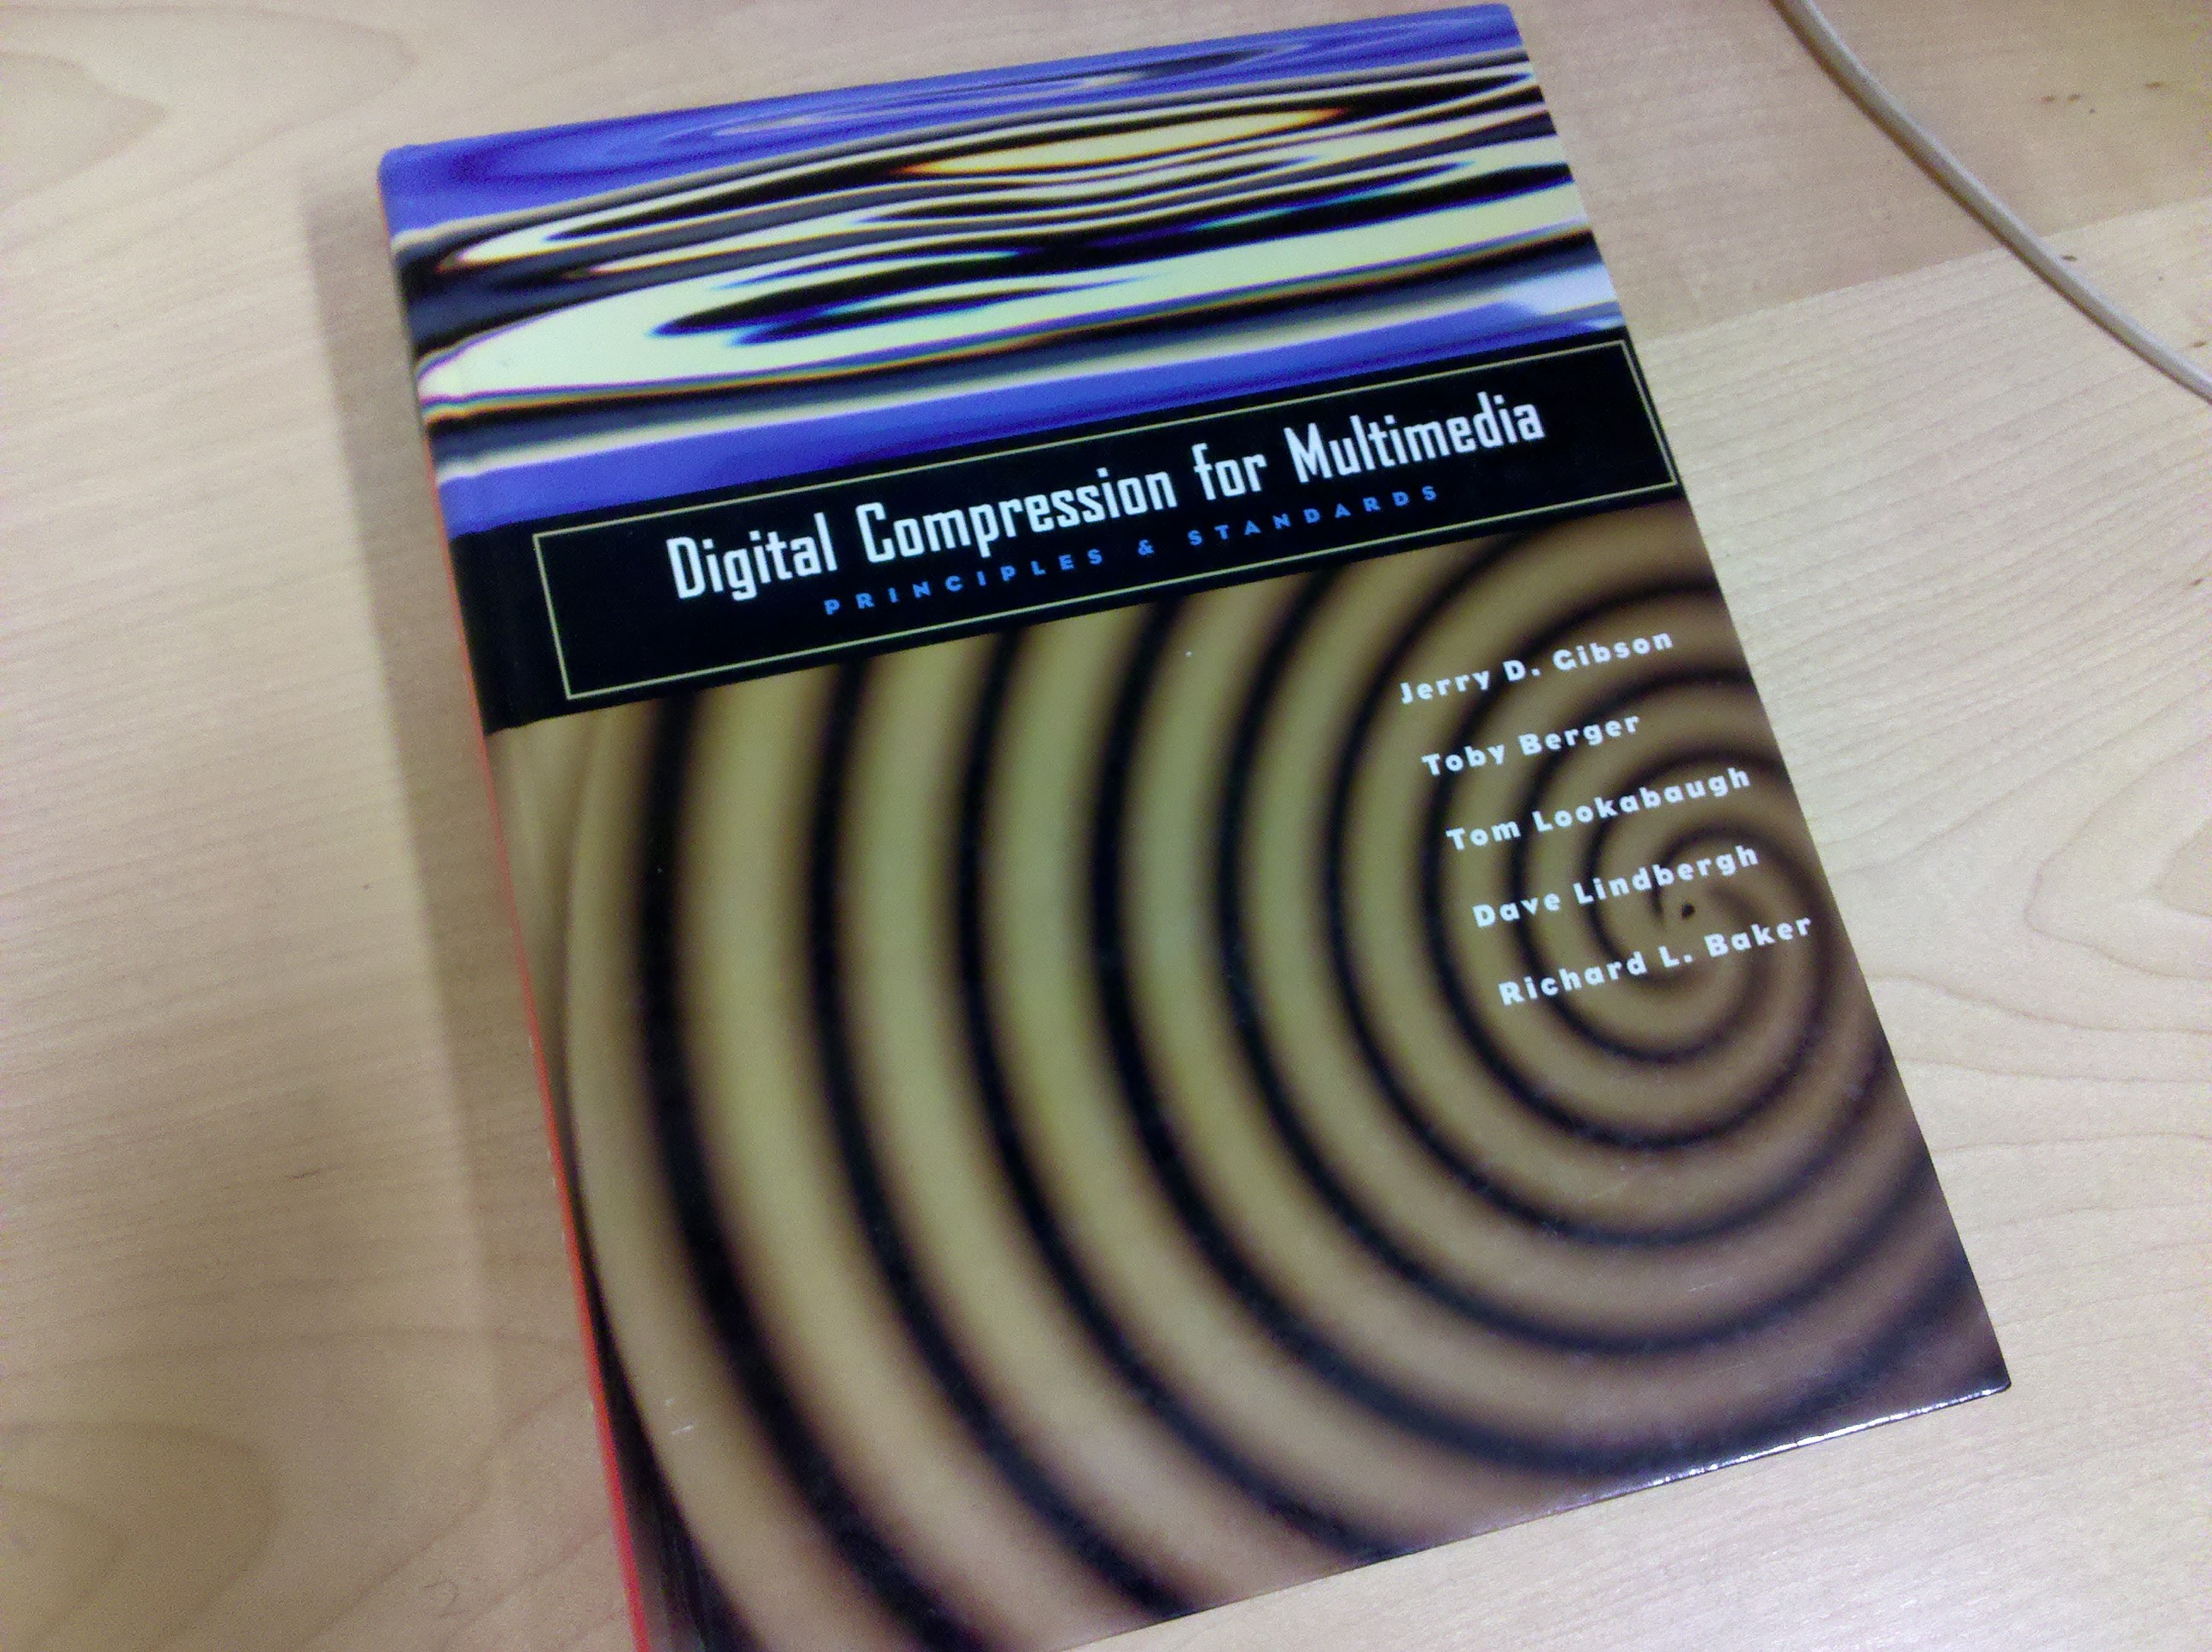 Digital Compression for Multimedia
PRINCIPLES & STANDARDS
Jerry D. Gibson
Toby Berger
Tom Lookabaugh
Dave Lindbergh
Richard L. Baker